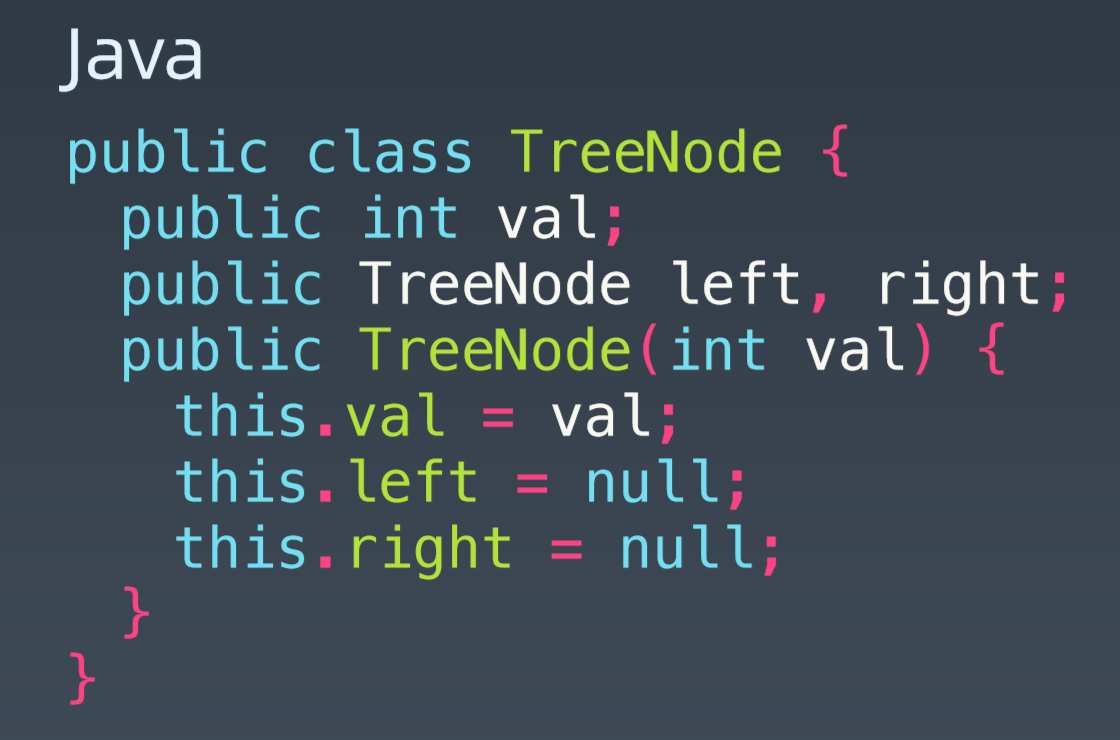 Java
public class TreeNode {
  public int val;
  public TreeNode left, right;
  public TreeNode(int val) {
    this.val = val;
    this.left = null;
    this.right = null;
  }
}